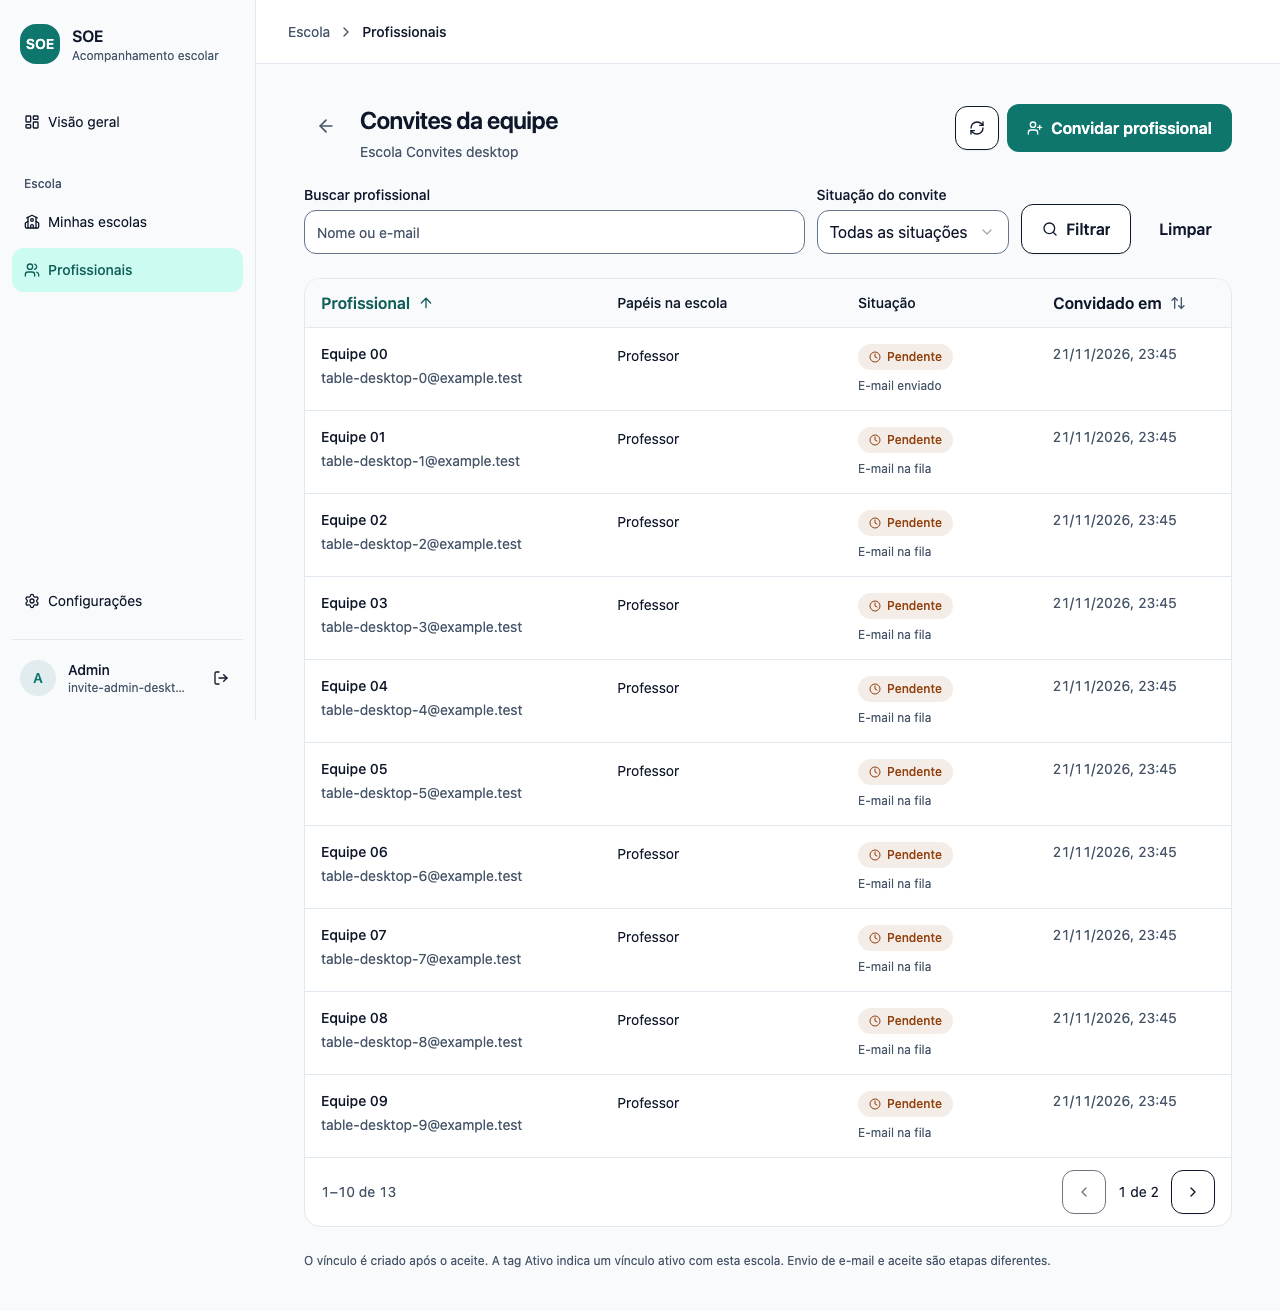 SOE
SOE
Acompanhamento escolar
Visão geral
Escola
Minhas escolas
Profissionais
Configurações
A
Admin
invite-admin-deskt...
Escola > Profissionais
Convites da equipe
Escola Convites desktop
Convidar profissional
Buscar profissional
Nome ou e-mail
Situação do convite
Todas as situações
Filtrar
Limpar
Profissional Papéis na escola Situação Convidado em
Equipe 00 Professor Pendente 21/11/2026, 23:45
table-desktop-0@example.test E-mail enviado
Equipe 01 Professor Pendente 21/11/2026, 23:45
table-desktop-1@example.test E-mail na fila
Equipe 02 Professor Pendente 21/11/2026, 23:45
table-desktop-2@example.test E-mail na fila
Equipe 03 Professor Pendente 21/11/2026, 23:45
table-desktop-3@example.test E-mail na fila
Equipe 04 Professor Pendente 21/11/2026, 23:45
table-desktop-4@example.test E-mail na fila
Equipe 05 Professor Pendente 21/11/2026, 23:45
table-desktop-5@example.test E-mail na fila
Equipe 06 Professor Pendente 21/11/2026, 23:45
table-desktop-6@example.test E-mail na fila
Equipe 07 Professor Pendente 21/11/2026, 23:45
table-desktop-7@example.test E-mail na fila
Equipe 08 Professor Pendente 21/11/2026, 23:45
table-desktop-8@example.test E-mail na fila
Equipe 09 Professor Pendente 21/11/2026, 23:45
table-desktop-9@example.test E-mail na fila
1–10 de 13
1 de 2
O vínculo é criado após o aceite. A tag Ativo indica um vínculo ativo com esta escola. Envio de e-mail e aceite são etapas diferentes.